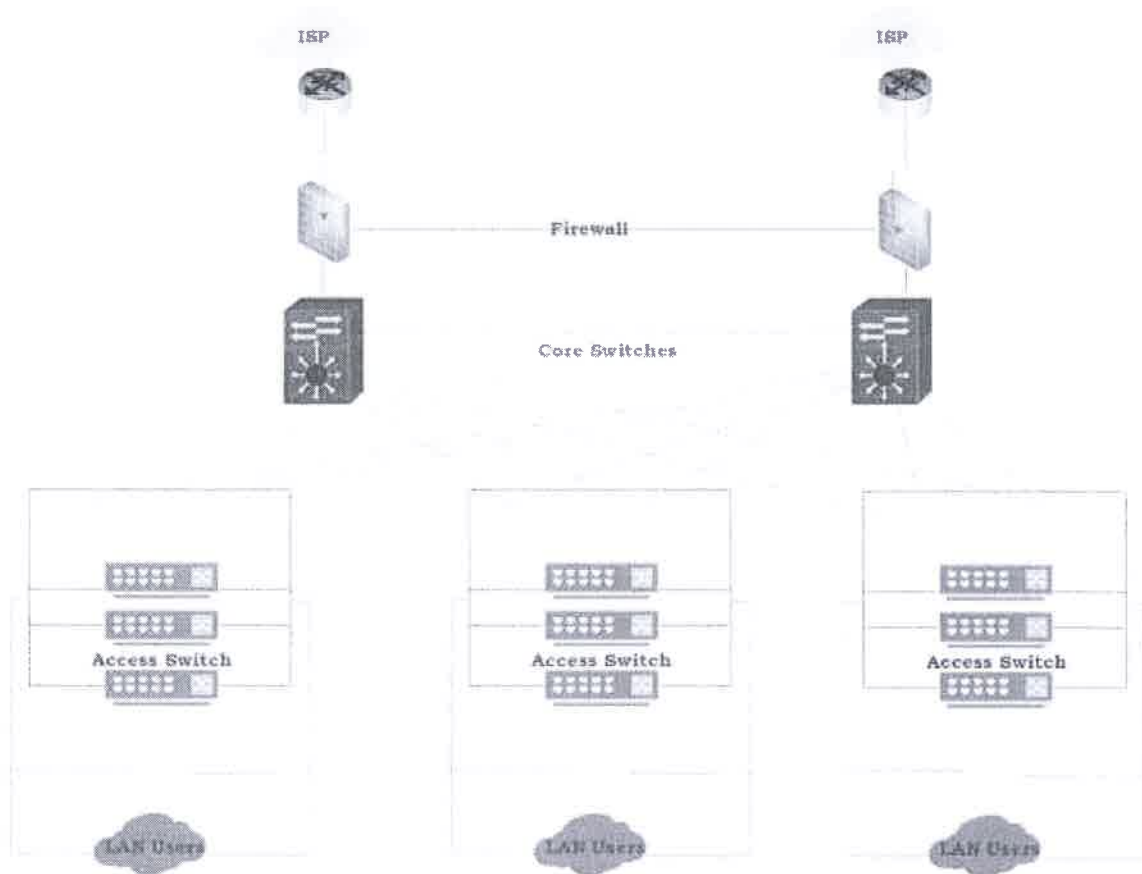 ISP
ISP
Firewall
Core Switches
Access Switch
Access Switch
Access Switch
LAN Users
LAN Users
LAN Users